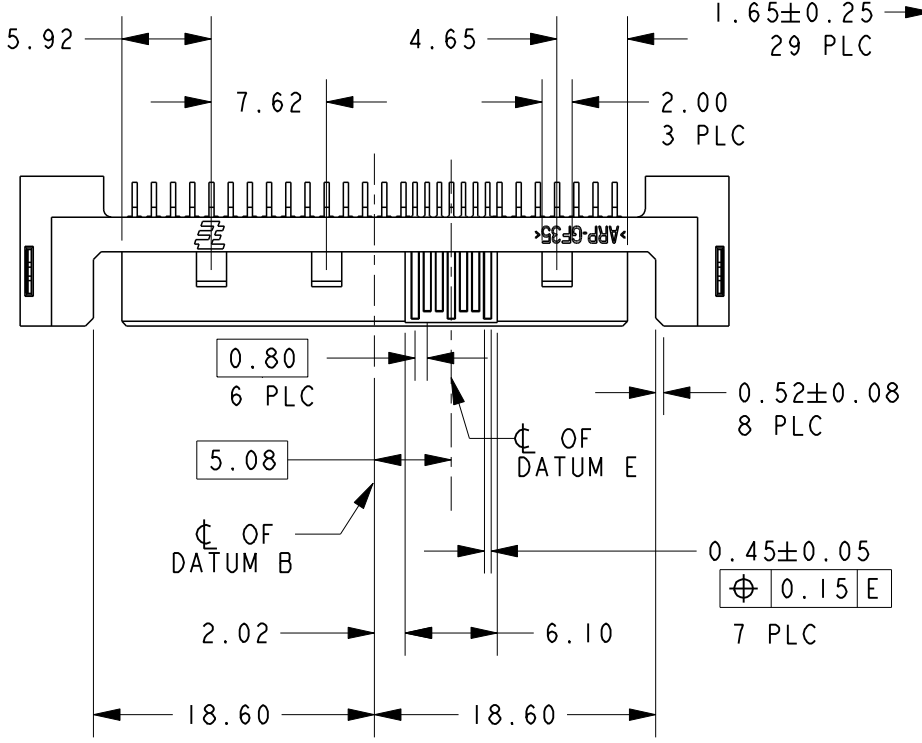 1.65±0.25
29 PLC
5.92
4.65
7.62
2.00
3 PLC
>ARP-GF35<
0.80
6 PLC
0.52±0.08
8 PLC
℄ OF
DATUM E
5.08
℄ OF
DATUM B
0.45±0.05
⌖ 0.15 E
7 PLC
2.02
6.10
18.60
18.60